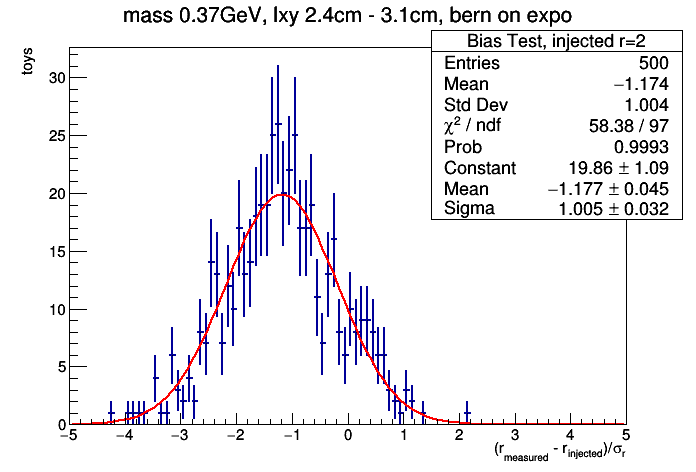 mass 0.37GeV, lxy 2.4cm - 3.1cm, bern on expo
toys
Bias Test, injected r=2
Entries 500
Mean −1.174
Std Dev 1.004
χ² / ndf 58.38 / 97
Prob 0.9993
Constant 19.86 ± 1.09
Mean −1.177 ± 0.045
Sigma 1.005 ± 0.032
30
25
20
15
10
5
0
−5 −4 −3 −2 −1 0 1 2 3 4 5
(r_measured - r_injected)/σ_r